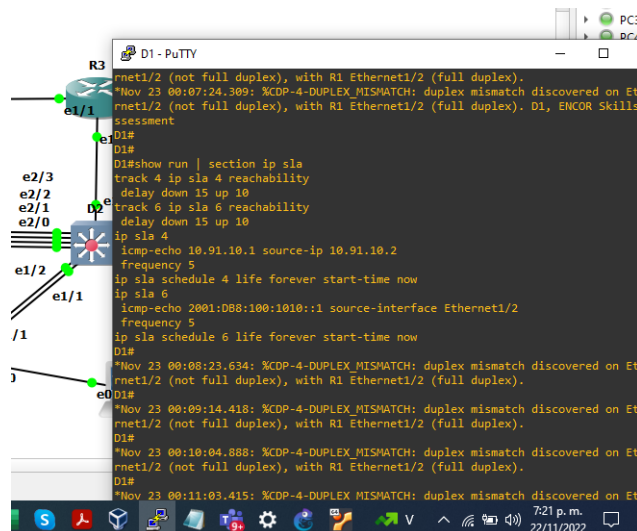 PC3
D1 - PuTTY
R3
rnet1/2 (not full duplex), with R1 Ethernet1/2 (full duplex).
*Nov 23 00:07:24.309: %CDP-4-DUPLEX_MISMATCH: duplex mismatch discovered on Et
rnet1/2 (not full duplex), with R1 Ethernet1/2 (full duplex). D1, ENCOR Skills
ssessment
D1#
D1#
D1#show run | section ip sla
track 4 ip sla 4 reachability
 delay down 15 up 10
track 6 ip sla 6 reachability
 delay down 15 up 10
ip sla 4
 icmp-echo 10.91.10.1 source-ip 10.91.10.2
 frequency 5
ip sla schedule 4 life forever start-time now
ip sla 6
 icmp-echo 2001:DB8:100:1010::1 source-interface Ethernet1/2
 frequency 5
ip sla schedule 6 life forever start-time now
D1#
*Nov 23 00:08:23.634: %CDP-4-DUPLEX_MISMATCH: duplex mismatch discovered on Et
rnet1/2 (not full duplex), with R1 Ethernet1/2 (full duplex).
D1#
*Nov 23 00:09:14.418: %CDP-4-DUPLEX_MISMATCH: duplex mismatch discovered on Et
rnet1/2 (not full duplex), with R1 Ethernet1/2 (full duplex).
D1#
*Nov 23 00:10:04.888: %CDP-4-DUPLEX_MISMATCH: duplex mismatch discovered on Et
rnet1/2 (not full duplex), with R1 Ethernet1/2 (full duplex).
D1#
*Nov 23 00:11:03.415: %CDP-4-DUPLEX_MISMATCH: duplex mismatch discovered on Et
e1/1
e2/3
e2/2
e2/1
D2
e2/0
e1/2
e1/1
/1
e0
9+
V
7:21 p. m.
22/11/2022